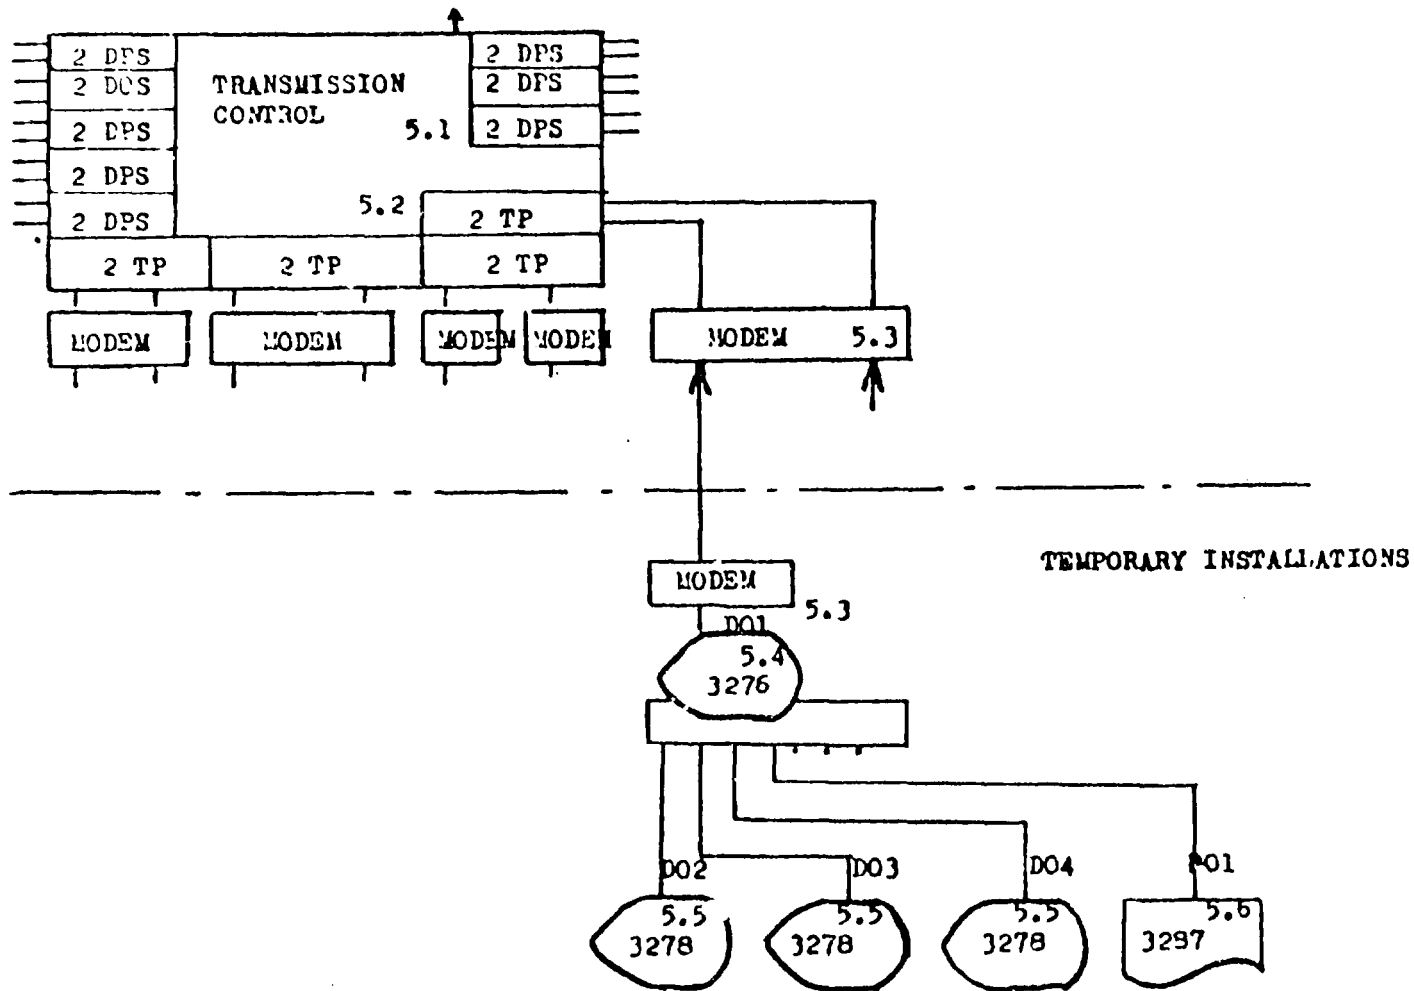 2 DPS
2 DPS
2 DOS
TRANSMISSION
2 DPS
CONTROL
5.1
2 DPS
2 DPS
2 DPS
5.2
2 DPS
2 TP
2 TP
2 TP
2 TP
MODEM
MODEM
MODEM
MODEM
MODEM
5.3
TEMPORARY INSTALLATIONS
MODEM
5.3
DO1
5.4
3276
DO2
DO3
DO4
5.5
5.5
5.5
5.6
3278
3278
3278
3287